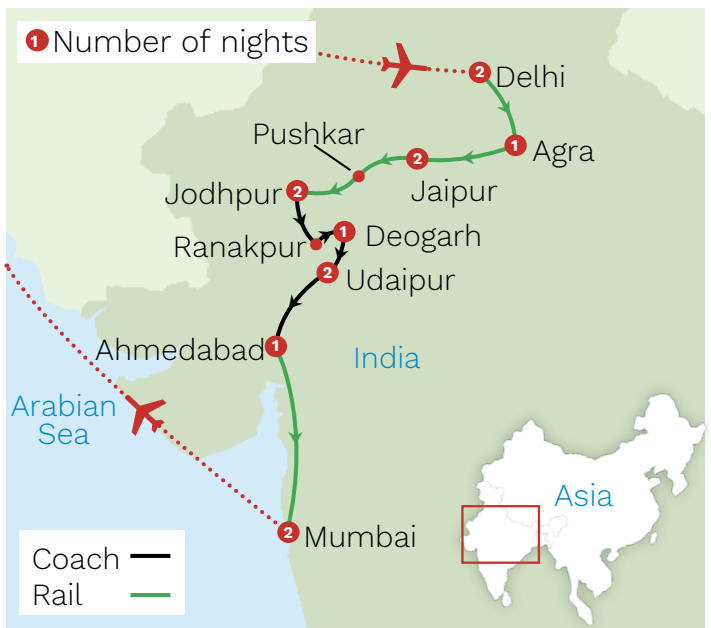 1 Number of nights
2 Delhi
Pushkar
1 Agra
2 Jaipur
Jodhpur 2
Ranakpur
1 Deogarh
2 Udaipur
Ahmedabad 1
India
Arabian
Sea
Asia
2 Mumbai
Coach
Rail